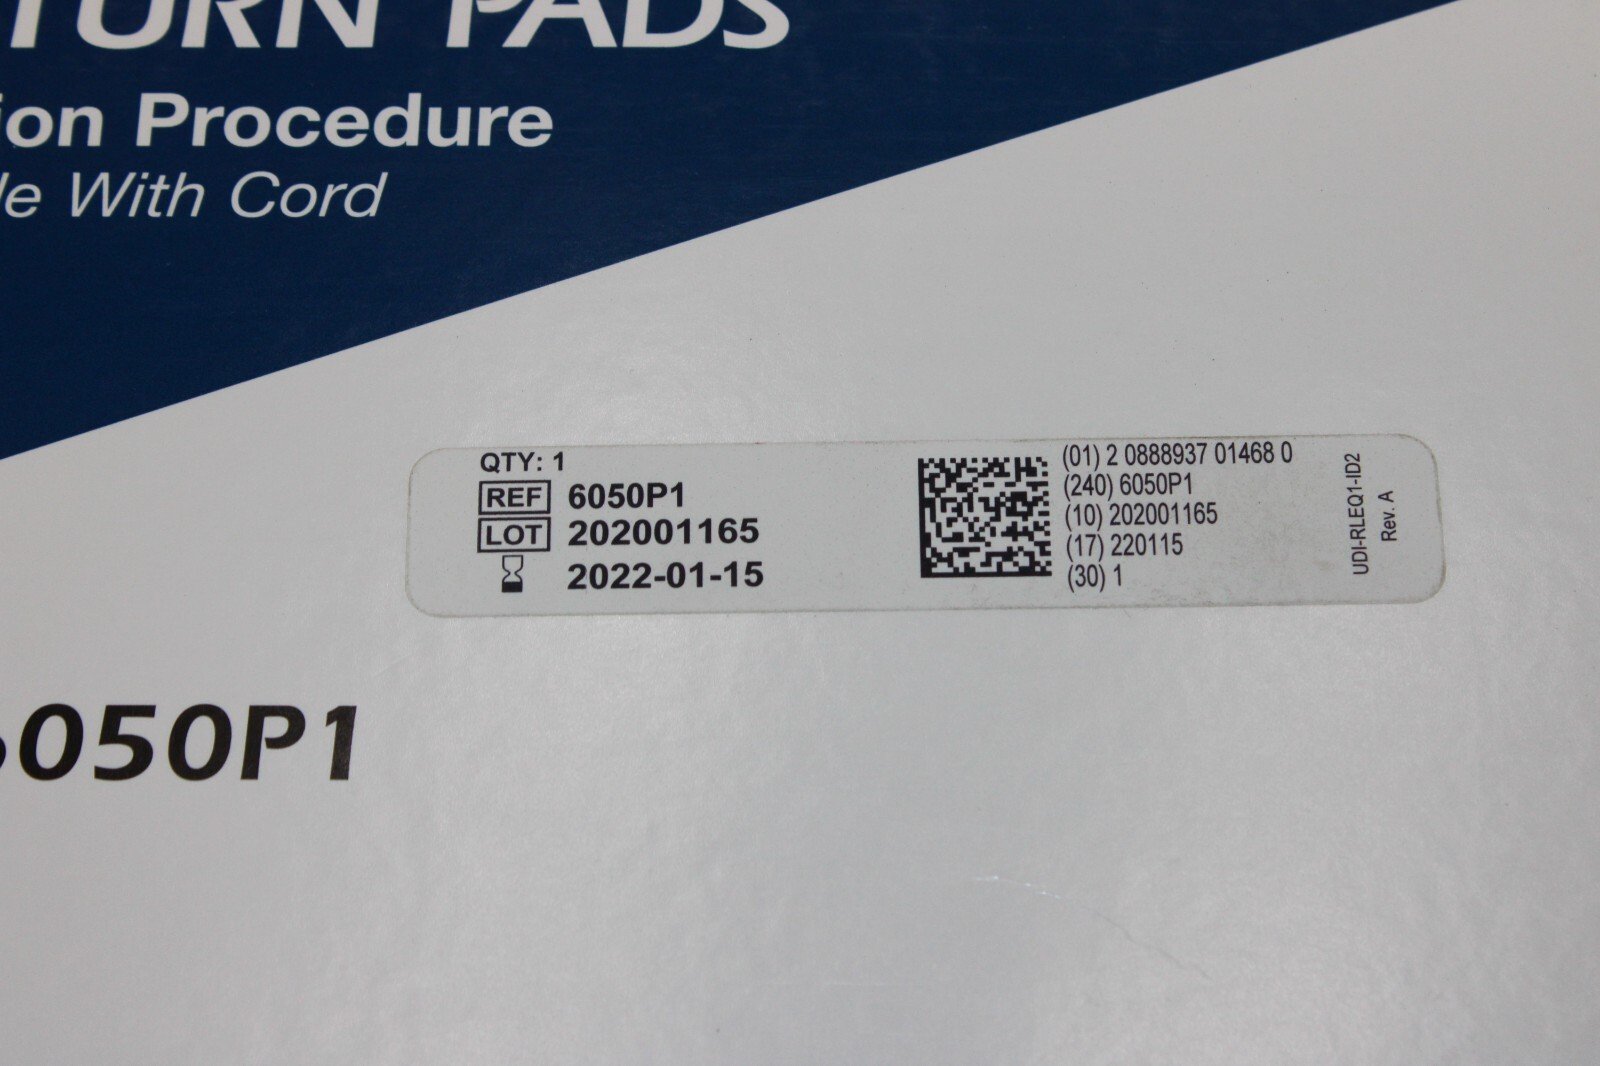 TURN PADS
ion Procedure
le With Cord
QTY: 1
REF 6050P1
LOT 202001165
2022-01-15
(01) 2 0888937 01468 0
(240) 6050P1
(10) 202001165
(17) 220115
(30) 1
UDI-RLEQ1-ID2
Rev. A
6050P1